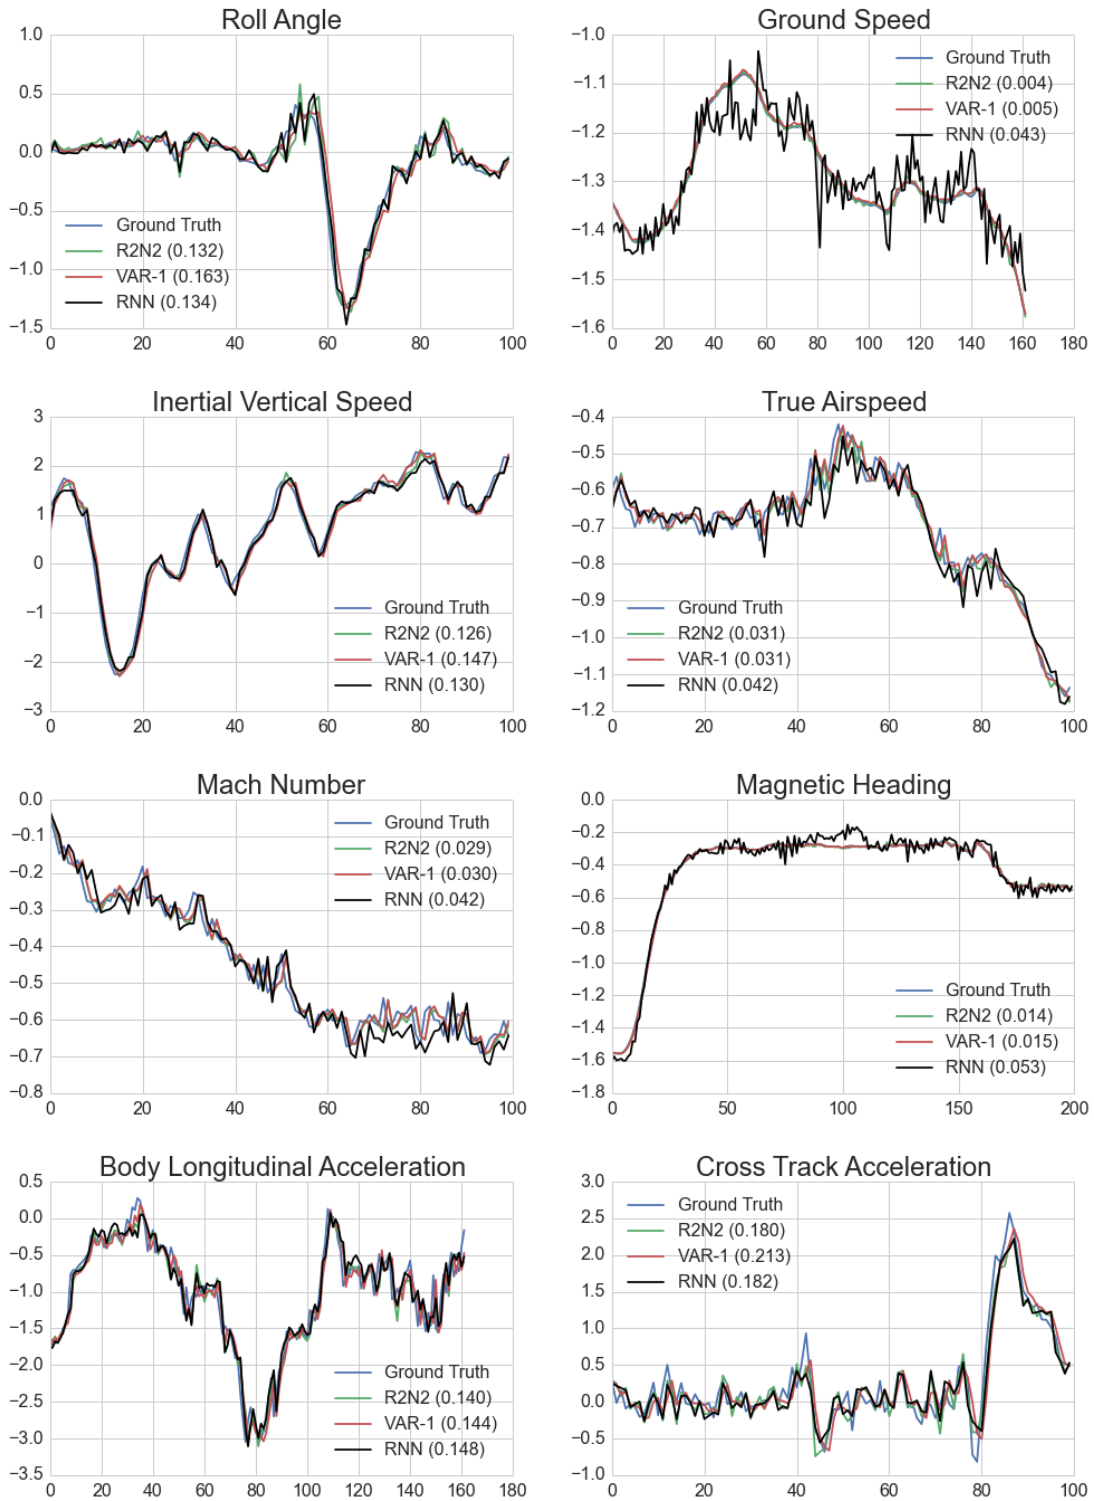 Roll Angle
1.0
0.5
0.0
−0.5
−1.0
−1.5
0 20 40 60 80 100
Ground Truth
R2N2 (0.132)
VAR-1 (0.163)
RNN (0.134)
Ground Speed
−1.0
−1.1
−1.2
−1.3
−1.4
−1.5
−1.6
0 20 40 60 80 100 120 140 160 180
Ground Truth
R2N2 (0.004)
VAR-1 (0.005)
RNN (0.043)
Inertial Vertical Speed
3
2
1
0
−1
−2
−3
0 20 40 60 80 100
Ground Truth
R2N2 (0.126)
VAR-1 (0.147)
RNN (0.130)
True Airspeed
−0.4
−0.5
−0.6
−0.7
−0.8
−0.9
−1.0
−1.1
−1.2
0 20 40 60 80 100
Ground Truth
R2N2 (0.031)
VAR-1 (0.031)
RNN (0.042)
Mach Number
0.0
−0.1
−0.2
−0.3
−0.4
−0.5
−0.6
−0.7
−0.8
0 20 40 60 80 100
Ground Truth
R2N2 (0.029)
VAR-1 (0.030)
RNN (0.042)
Magnetic Heading
0.0
−0.2
−0.4
−0.6
−0.8
−1.0
−1.2
−1.4
−1.6
−1.8
0 50 100 150 200
Ground Truth
R2N2 (0.014)
VAR-1 (0.015)
RNN (0.053)
Body Longitudinal Acceleration
0.5
0.0
−0.5
−1.0
−1.5
−2.0
−2.5
−3.0
−3.5
0 20 40 60 80 100 120 140 160 180
Ground Truth
R2N2 (0.140)
VAR-1 (0.144)
RNN (0.148)
Cross Track Acceleration
3.0
2.5
2.0
1.5
1.0
0.5
0.0
−0.5
−1.0
0 20 40 60 80 100
Ground Truth
R2N2 (0.180)
VAR-1 (0.213)
RNN (0.182)